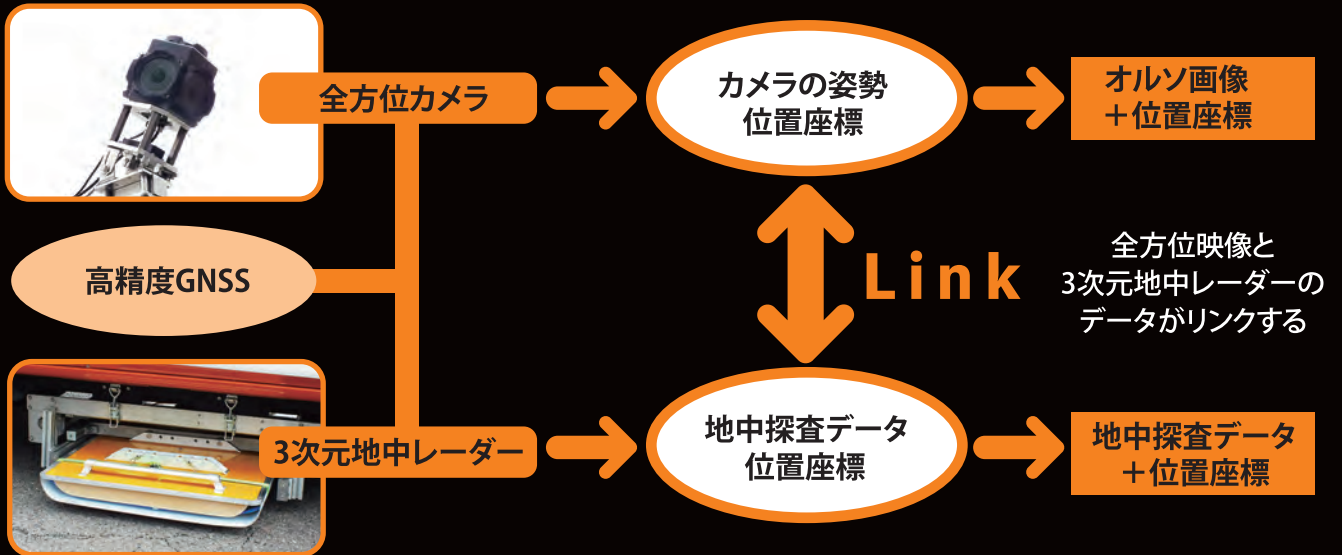 全方位カメラ
カメラの姿勢
位置座標
オルソ画像
＋位置座標
高精度GNSS
Link
全方位映像と
3次元地中レーダーの
データがリンクする
3次元地中レーダー
地中探査データ
位置座標
地中探査データ
＋位置座標